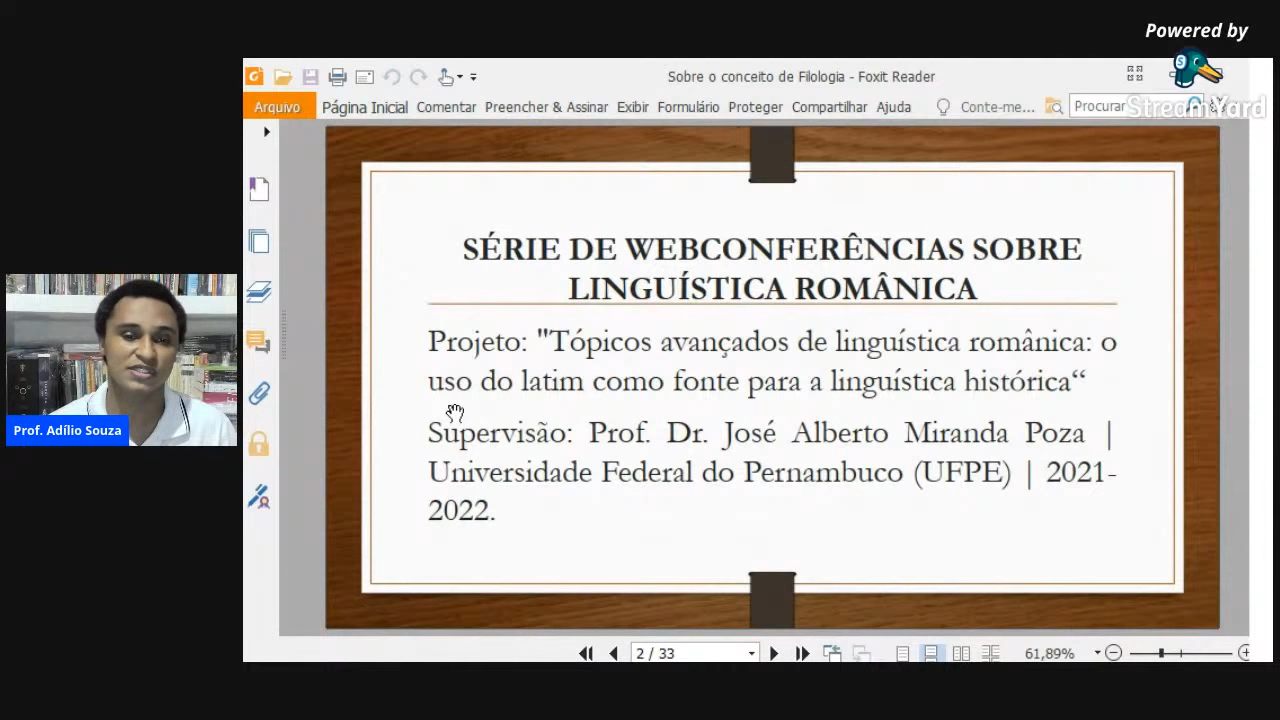 Powered by
StreamYard
Sobre o conceito de Filologia - Foxit Reader
Arquivo Página Inicial Comentar Preencher & Assinar Exibir Formulário Proteger Compartilhar Ajuda Conte-me... Procurar
SÉRIE DE WEBCONFERÊNCIAS SOBRE
LINGUÍSTICA ROMÂNICA
Projeto: "Tópicos avançados de linguística românica: o
uso do latim como fonte para a linguística histórica“
Supervisão: Prof. Dr. José Alberto Miranda Poza |
Universidade Federal do Pernambuco (UFPE) | 2021-
2022.
Prof. Adílio Souza
2 / 33
61,89%